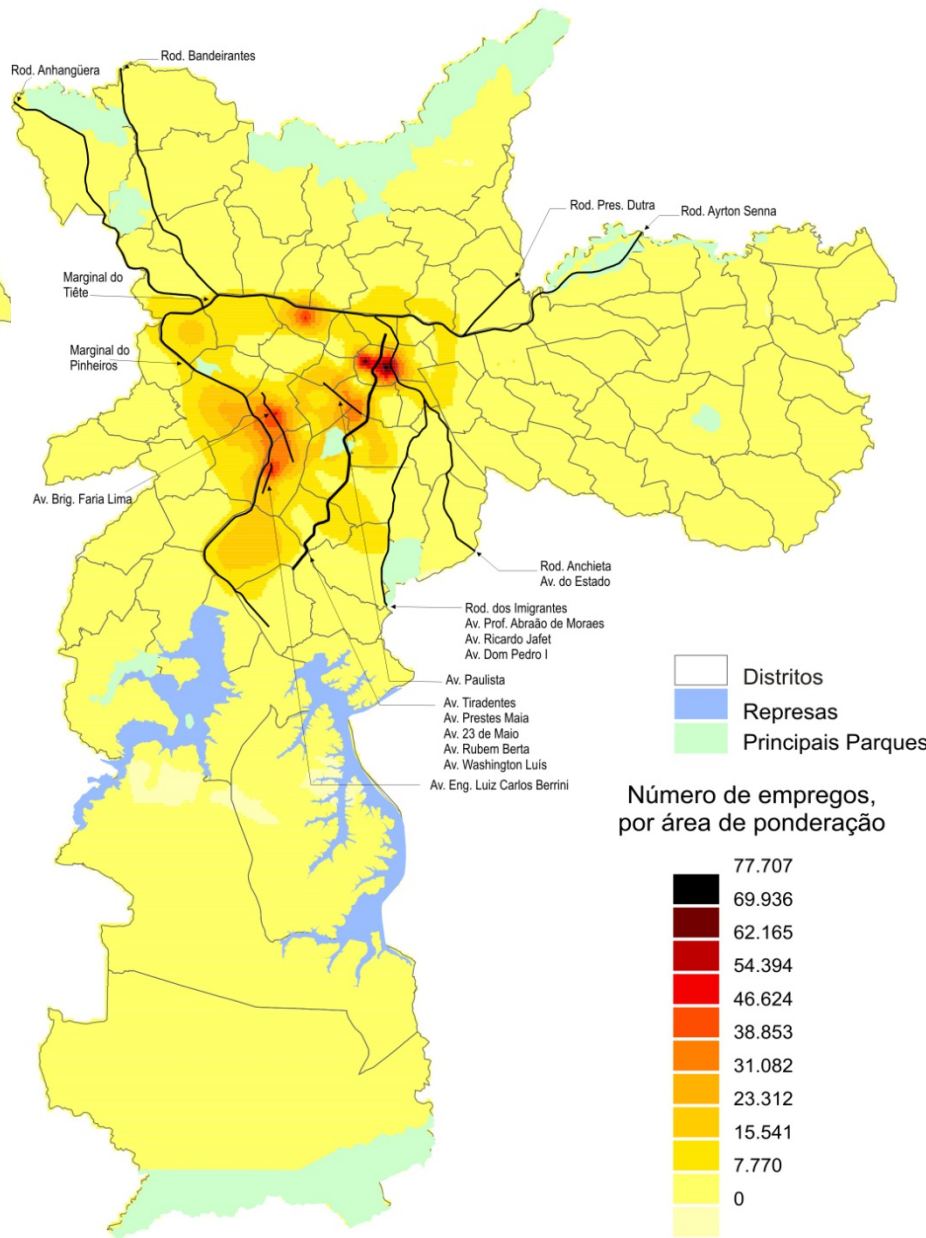 Rod. Bandeirantes
Rod. Anhangüera
Rod. Pres. Dutra
Rod. Ayrton Senna
Marginal do
Tiête
Marginal do
Pinheiros
Av. Brig. Faria Lima
Rod. Anchieta
Av. do Estado
Rod. dos Imigrantes
Av. Prof. Abraão de Moraes
Av. Ricardo Jafet
Av. Dom Pedro I
Av. Paulista
Av. Tiradentes
Av. Prestes Maia
Av. 23 de Maio
Av. Rubem Berta
Av. Washington Luís
Av. Eng. Luiz Carlos Berrini
Distritos
Represas
Principais Parques
Número de empregos,
por área de ponderação
77.707
69.936
62.165
54.394
46.624
38.853
31.082
23.312
15.541
7.770
0